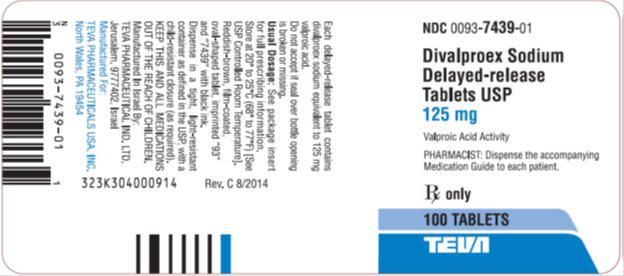 Each delayed-release tablet contains
divalproex sodium equivalent to 125 mg
valproic acid.
Do not accept if seal over bottle opening
is broken or missing.
Usual Dosage: See package insert
for full prescribing information.
Store at 20° to 25°C (68° to 77°F) [See
USP Controlled Room Temperature].
Reddish-brown, film-coated,
oval-shaped tablet, imprinted "93"
and "7439" with black ink.
Dispense in a tight, light-resistant
container as defined in the USP, with a
child-resistant closure (as required).
KEEP THIS AND ALL MEDICATIONS
OUT OF THE REACH OF CHILDREN.
Manufactured In Israel By:
TEVA PHARMACEUTICAL IND. LTD.
Jerusalem, 9777402, Israel
Manufactured For:
TEVA PHARMACEUTICALS USA, INC.
North Wales, PA 19454
N
3 0093-7439-01 1
323K304000914
Rev. C 8/2014
NDC 0093-7439-01
Divalproex Sodium
Delayed-release
Tablets USP
125 mg
Valproic Acid Activity
PHARMACIST: Dispense the accompanying
Medication Guide to each patient.
Rx only
100 TABLETS
TEVA